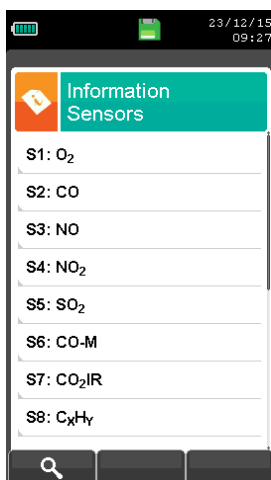 23/12/15
09:27
Information
Sensors
S1: O₂
S2: CO
S3: NO
S4: NO₂
S5: SO₂
S6: CO-M
S7: CO₂IR
S8: CₓHᵧ